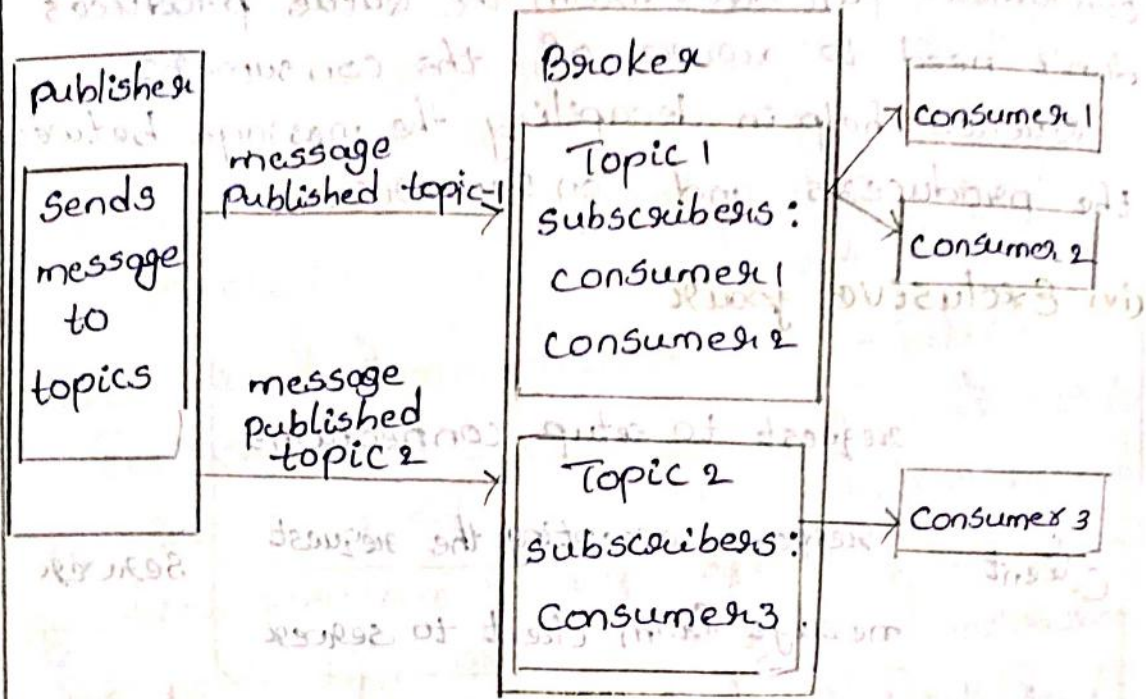 Publisher
Sends
message
to
topics
message
Published topic-1
message
Published
topic 2
Broker
Topic 1
subscribers:
consumer 1
consumer 2
Topic 2
subscribers:
Consumer 3
consumer 1
consumer 2
Consumer 3